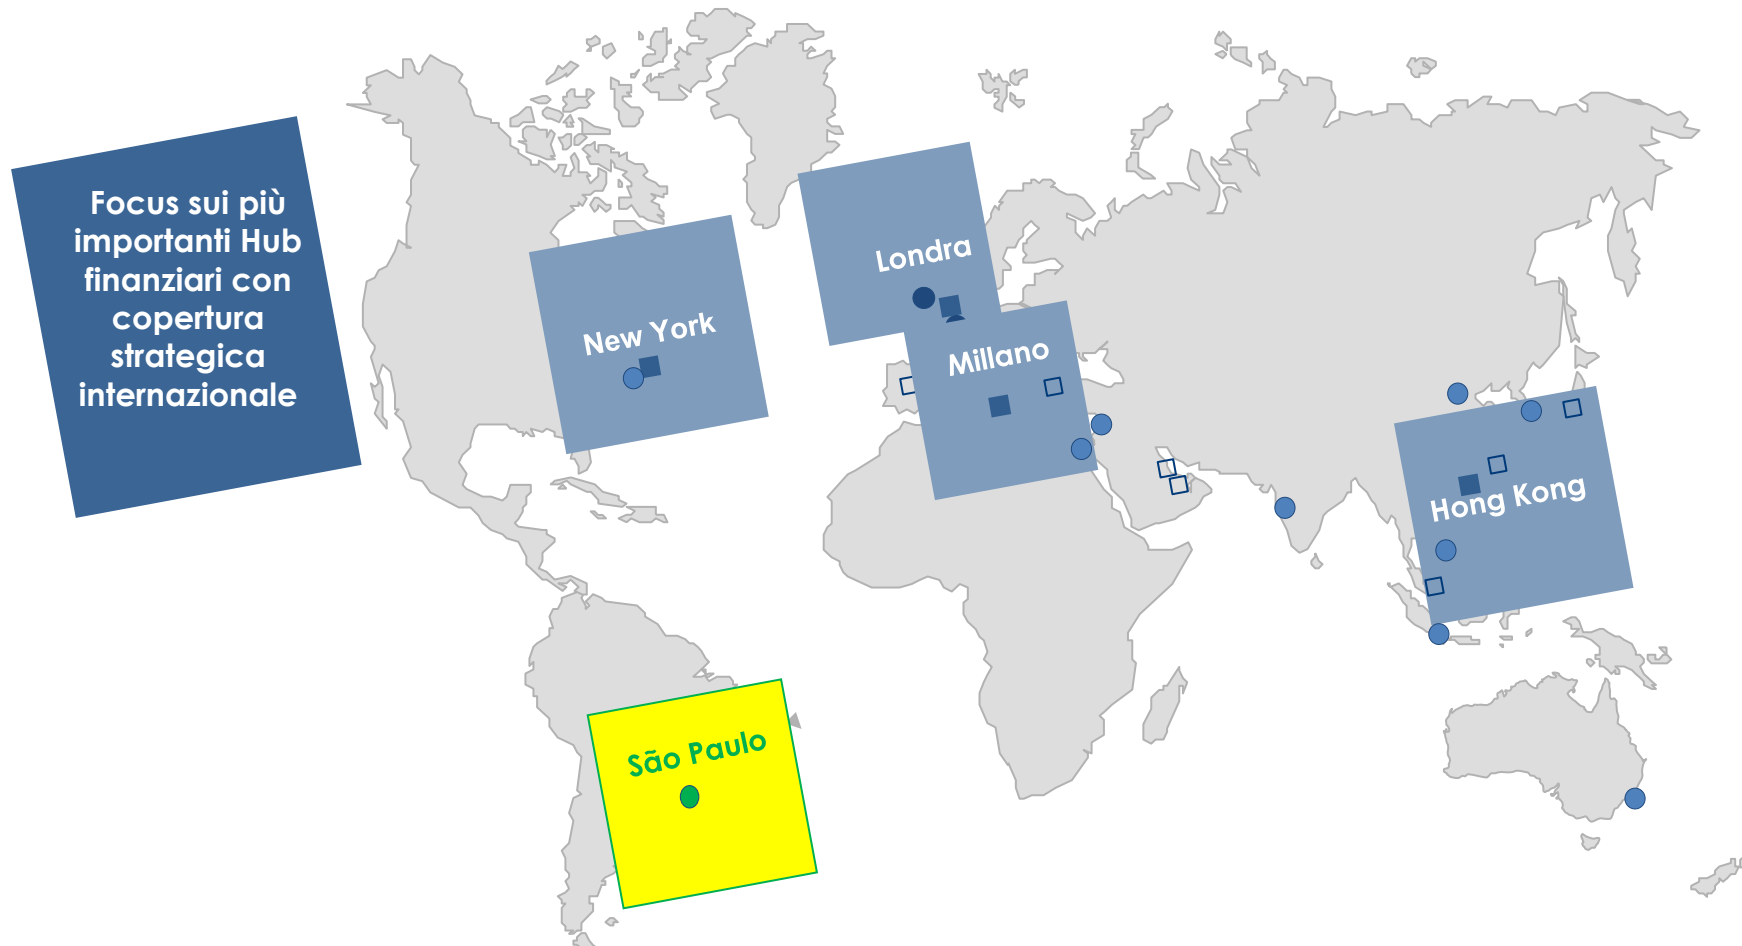 Focus sui più
importanti Hub
finanziari con
copertura
strategica
internazionale
Londra
New York
Millano
Hong Kong
São Paulo